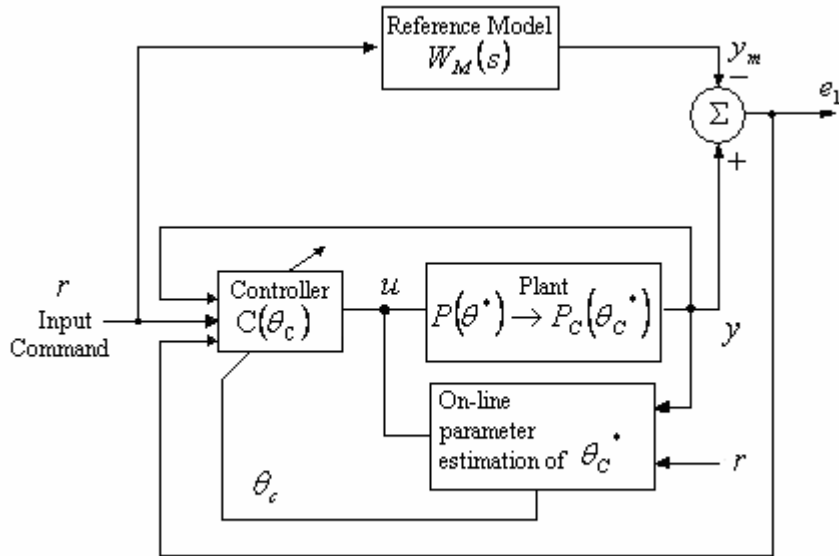 Reference Model
W_M(s)
y_m
−
e_1
Σ
+
r
Input
Command
Controller
C(θ_C)
u
Plant
P(θ*) → P_C(θ_C*)
y
On-line
parameter
estimation of θ_C*
r
θ_c